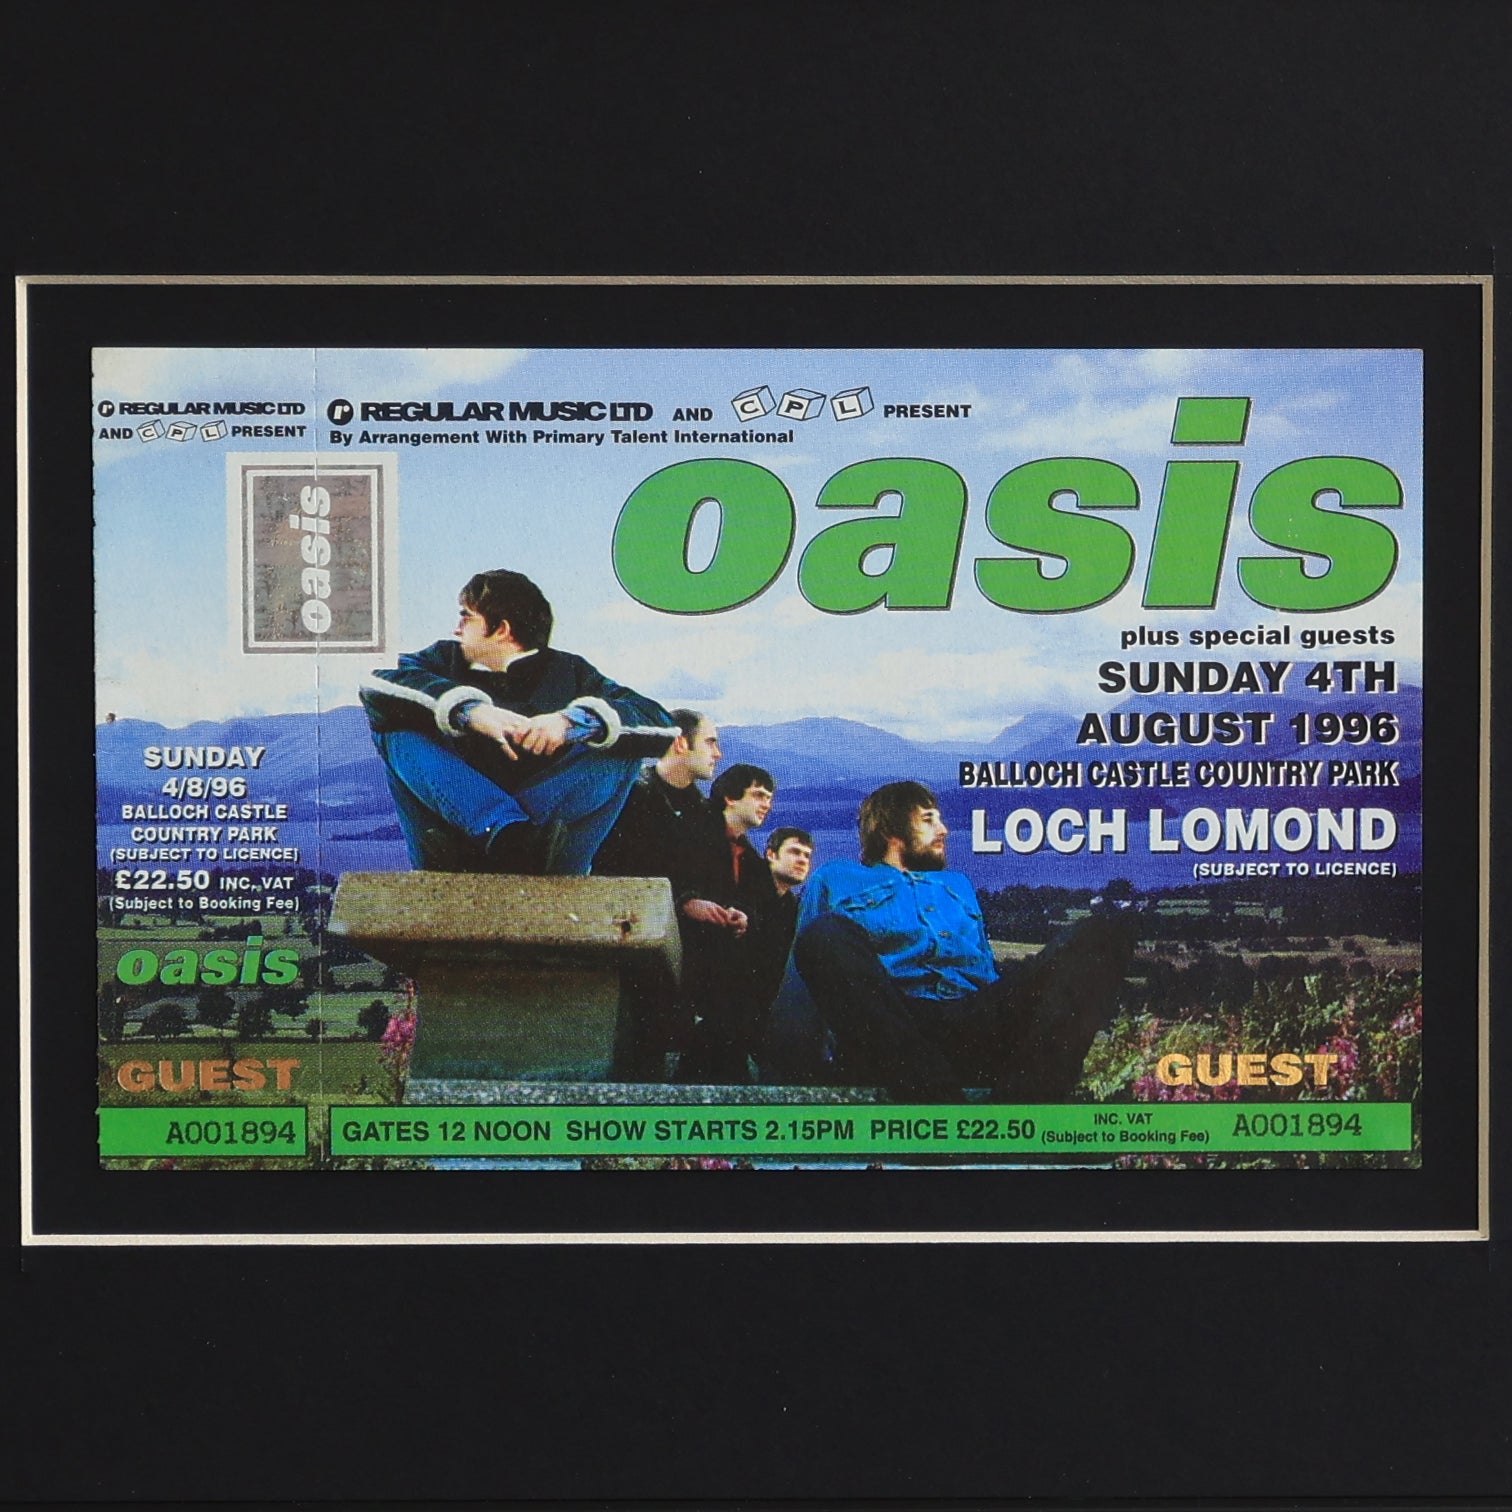 REGULAR MUSIC LTD
AND CPL PRESENT
oasis
SUNDAY
4/8/96
BALLOCH CASTLE
COUNTRY PARK
(SUBJECT TO LICENCE)
£22.50 INC. VAT
(Subject to Booking Fee)
oasis
GUEST
A001894
r REGULAR MUSIC LTD AND CPL PRESENT
By Arrangement With Primary Talent International
oasis
plus special guests
SUNDAY 4TH
AUGUST 1996
BALLOCH CASTLE COUNTRY PARK
LOCH LOMOND
(SUBJECT TO LICENCE)
GUEST
GATES 12 NOON SHOW STARTS 2.15PM PRICE £22.50 INC. VAT (Subject to Booking Fee) A001894